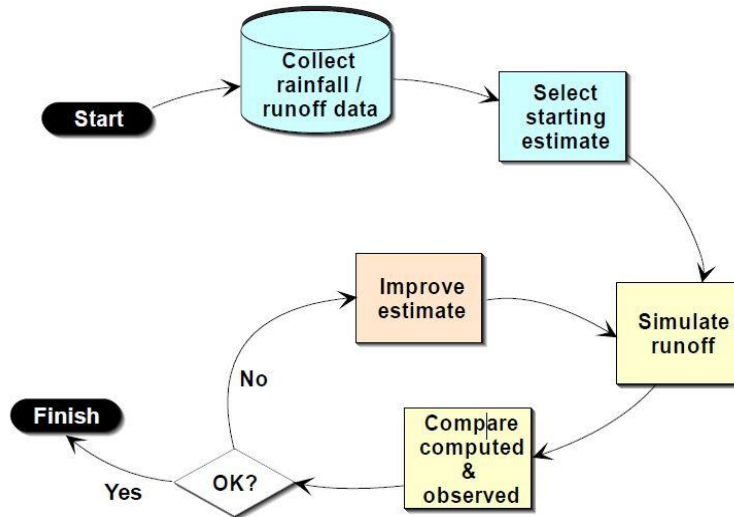 Start
Collect
rainfall /
runoff data
Select
starting
estimate
Simulate
runoff
Compare
computed
&
observed
OK?
No
Improve
estimate
Yes
Finish